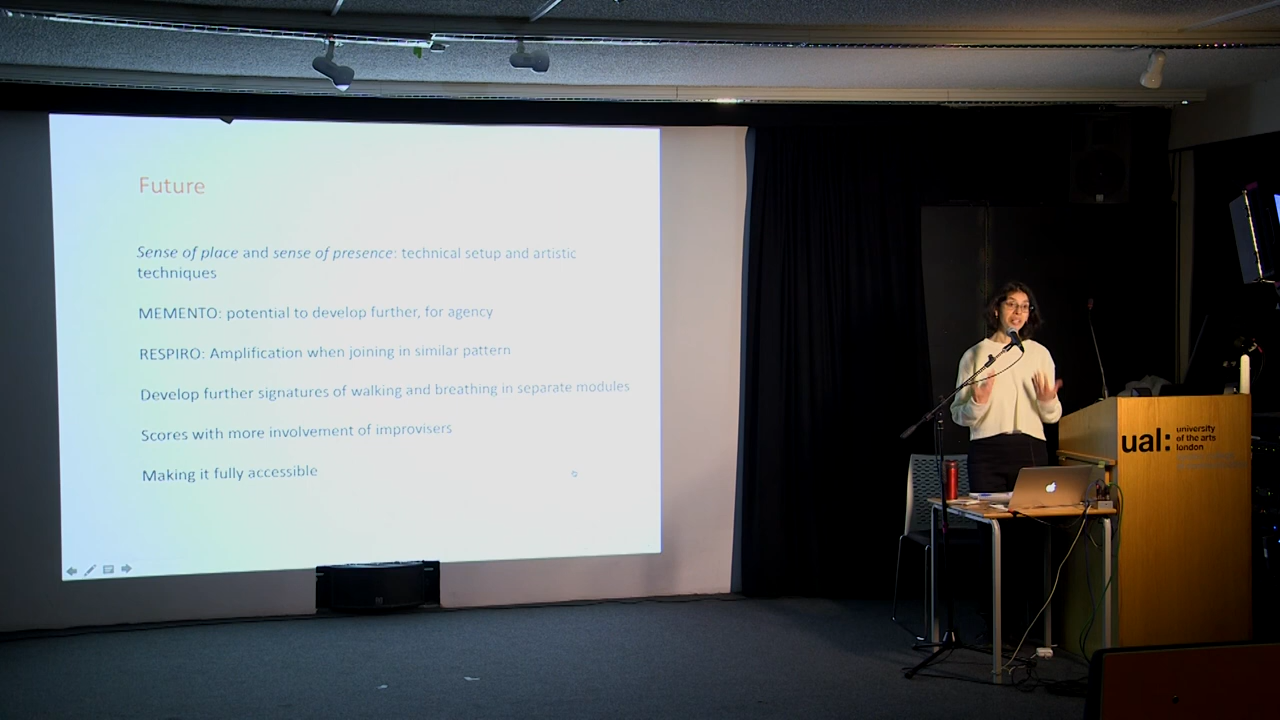 Future
Sense of place and sense of presence: technical setup and artistic
techniques
MEMENTO: potential to develop further, for agency
RESPIRO: Amplification when joining in similar pattern
Develop further signatures of walking and breathing in separate modules
Scores with more involvement of improvisers
Making it fully accessible
ual: university
of the arts
london